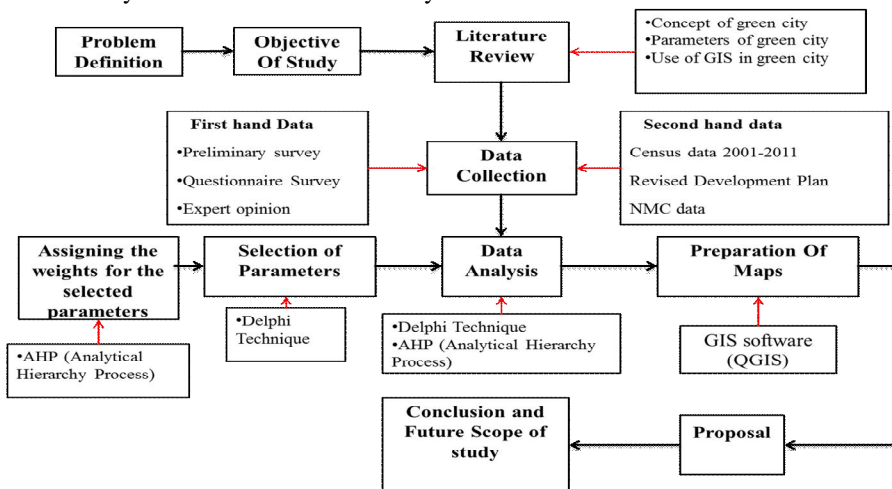 Problem
Definition
Objective
Of Study
Literature
Review
•Concept of green city
•Parameters of green city
•Use of GIS in green city
First hand Data
•Preliminary survey
•Questionnaire Survey
•Expert opinion
Data
Collection
Second hand data
Census data 2001-2011
Revised Development Plan
NMC data
Assigning the
weights for the
selected
parameters
Selection of
Parameters
Data
Analysis
Preparation Of
Maps
•AHP (Analytical
Hierarchy Process)
•Delphi
Technique
•Delphi Technique
•AHP (Analytical Hierarchy
Process)
GIS software
(QGIS)
Conclusion and
Future Scope of
study
Proposal